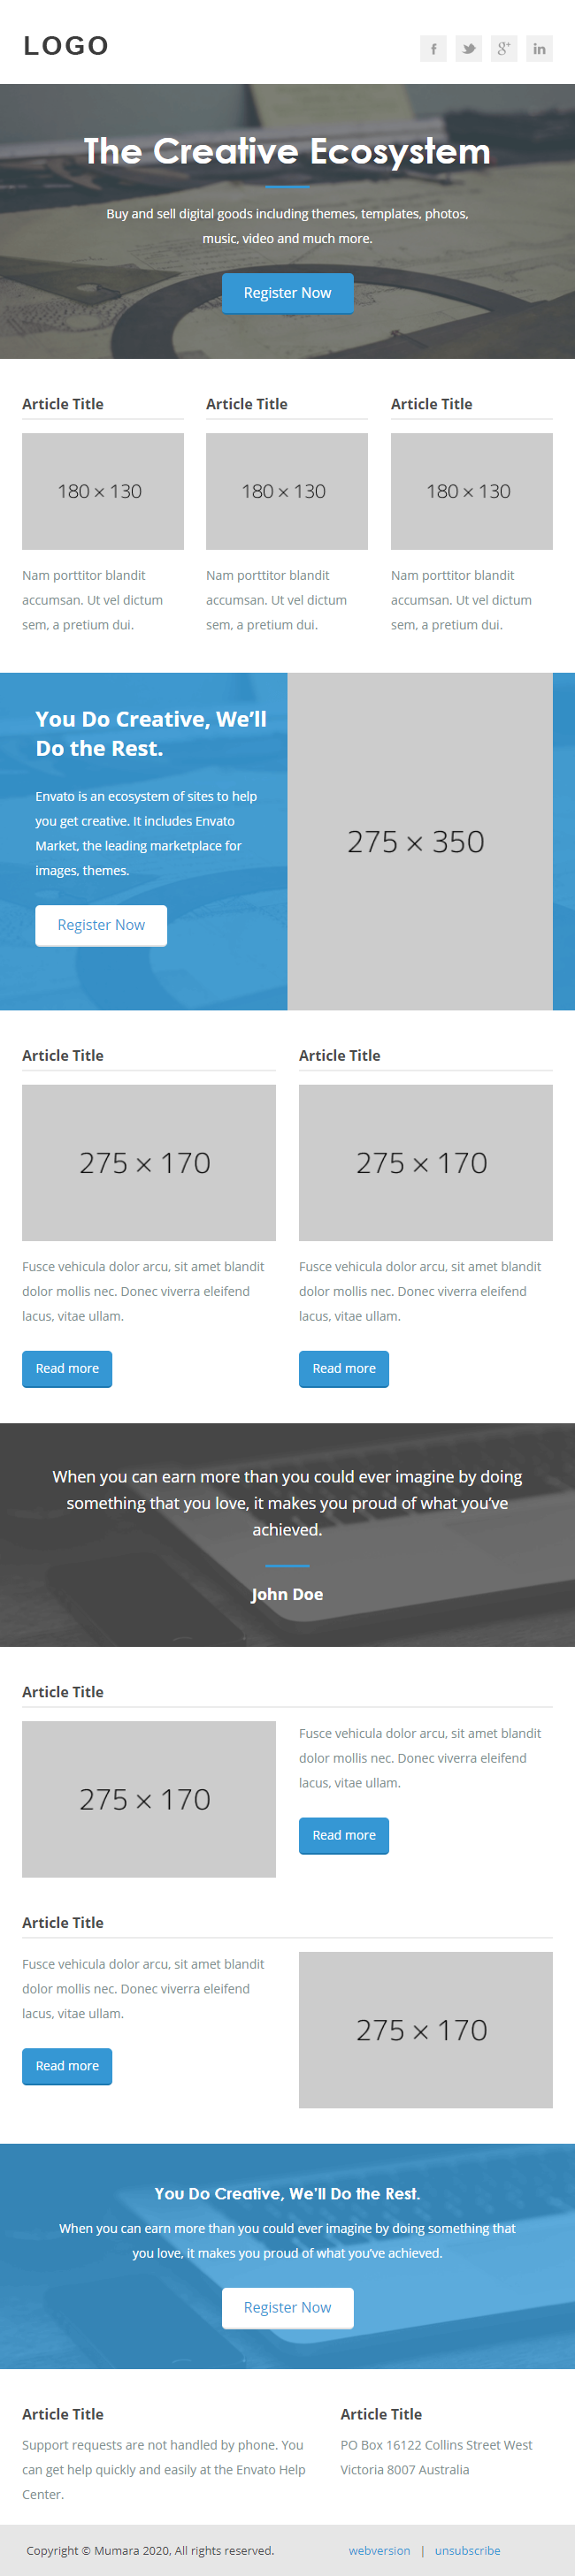 LOGO
The Creative Ecosystem
Buy and sell digital goods including themes, templates, photos,
music, video and much more.
Register Now
Article Title
180 × 130
Nam porttitor blandit
accumsan. Ut vel dictum
sem, a pretium dui.
Article Title
180 × 130
Nam porttitor blandit
accumsan. Ut vel dictum
sem, a pretium dui.
Article Title
180 × 130
Nam porttitor blandit
accumsan. Ut vel dictum
sem, a pretium dui.
You Do Creative, We’ll
Do the Rest.
Envato is an ecosystem of sites to help
you get creative. It includes Envato
Market, the leading marketplace for
images, themes.
Register Now
275 × 350
Article Title
275 × 170
Fusce vehicula dolor arcu, sit amet blandit
dolor mollis nec. Donec viverra eleifend
lacus, vitae ullam.
Read more
Article Title
275 × 170
Fusce vehicula dolor arcu, sit amet blandit
dolor mollis nec. Donec viverra eleifend
lacus, vitae ullam.
Read more
When you can earn more than you could ever imagine by doing
something that you love, it makes you proud of what you’ve
achieved.
John Doe
Article Title
275 × 170
Fusce vehicula dolor arcu, sit amet blandit
dolor mollis nec. Donec viverra eleifend
lacus, vitae ullam.
Read more
Article Title
Fusce vehicula dolor arcu, sit amet blandit
dolor mollis nec. Donec viverra eleifend
lacus, vitae ullam.
Read more
275 × 170
You Do Creative, We’ll Do the Rest.
When you can earn more than you could ever imagine by doing something that
you love, it makes you proud of what you’ve achieved.
Register Now
Article Title
Support requests are not handled by phone. You
can get help quickly and easily at the Envato Help
Center.
Article Title
PO Box 16122 Collins Street West
Victoria 8007 Australia
Copyright © Mumara 2020, All rights reserved.
webversion | unsubscribe